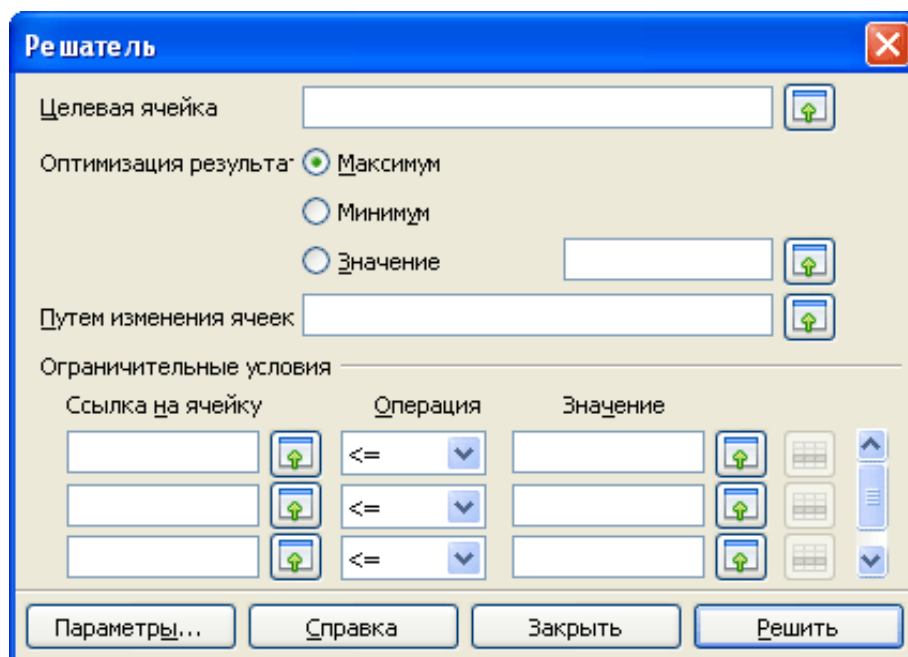 Решатель
Целевая ячейка
Оптимизация результат Максимум
Минимум
Значение
Путем изменения ячеек
Ограничительные условия
Ссылка на ячейку Операция Значение
<=
<=
<=
Параметры... Справка Закрыть Решить